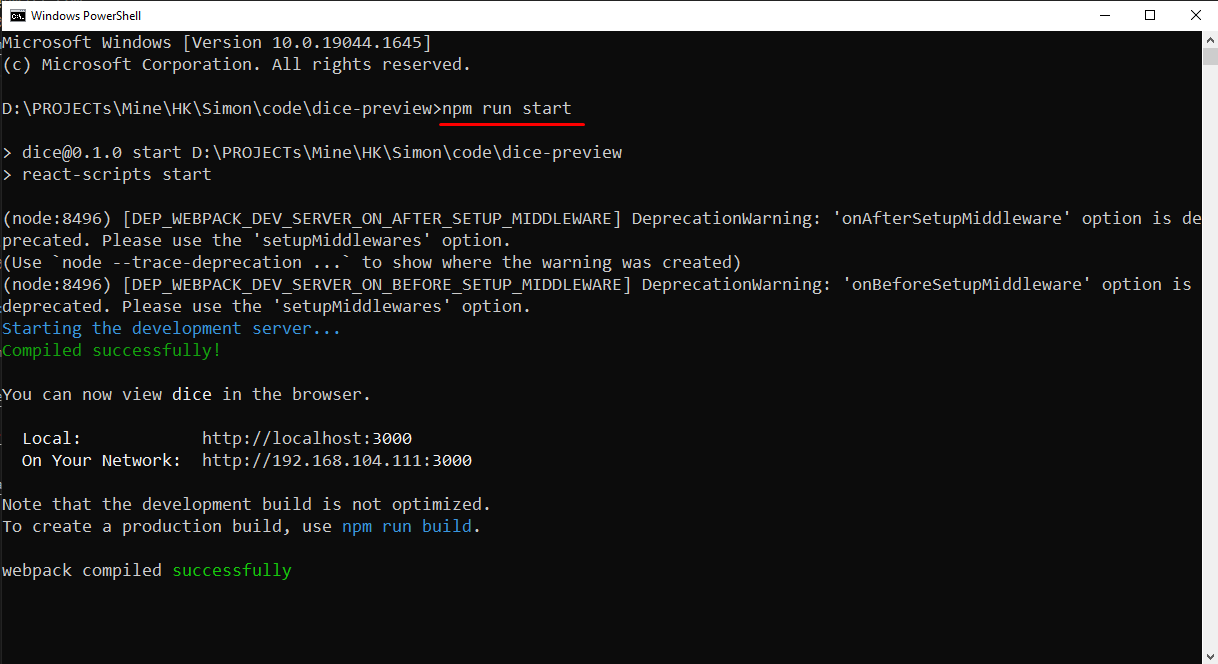 Windows PowerShell
Microsoft Windows [Version 10.0.19044.1645]
(c) Microsoft Corporation. All rights reserved.
D:\PROJECTs\Mine\HK\Simon\code\dice-preview>npm run start
> dice@0.1.0 start D:\PROJECTs\Mine\HK\Simon\code\dice-preview
> react-scripts start
(node:8496) [DEP_WEBPACK_DEV_SERVER_ON_AFTER_SETUP_MIDDLEWARE] DeprecationWarning: 'onAfterSetupMiddleware' option is de
precated. Please use the 'setupMiddlewares' option.
(Use `node --trace-deprecation ...` to show where the warning was created)
(node:8496) [DEP_WEBPACK_DEV_SERVER_ON_BEFORE_SETUP_MIDDLEWARE] DeprecationWarning: 'onBeforeSetupMiddleware' option is
deprecated. Please use the 'setupMiddlewares' option.
Starting the development server...
Compiled successfully!
You can now view dice in the browser.
Local: http://localhost:3000
On Your Network: http://192.168.104.111:3000
Note that the development build is not optimized.
To create a production build, use npm run build.
webpack compiled successfully